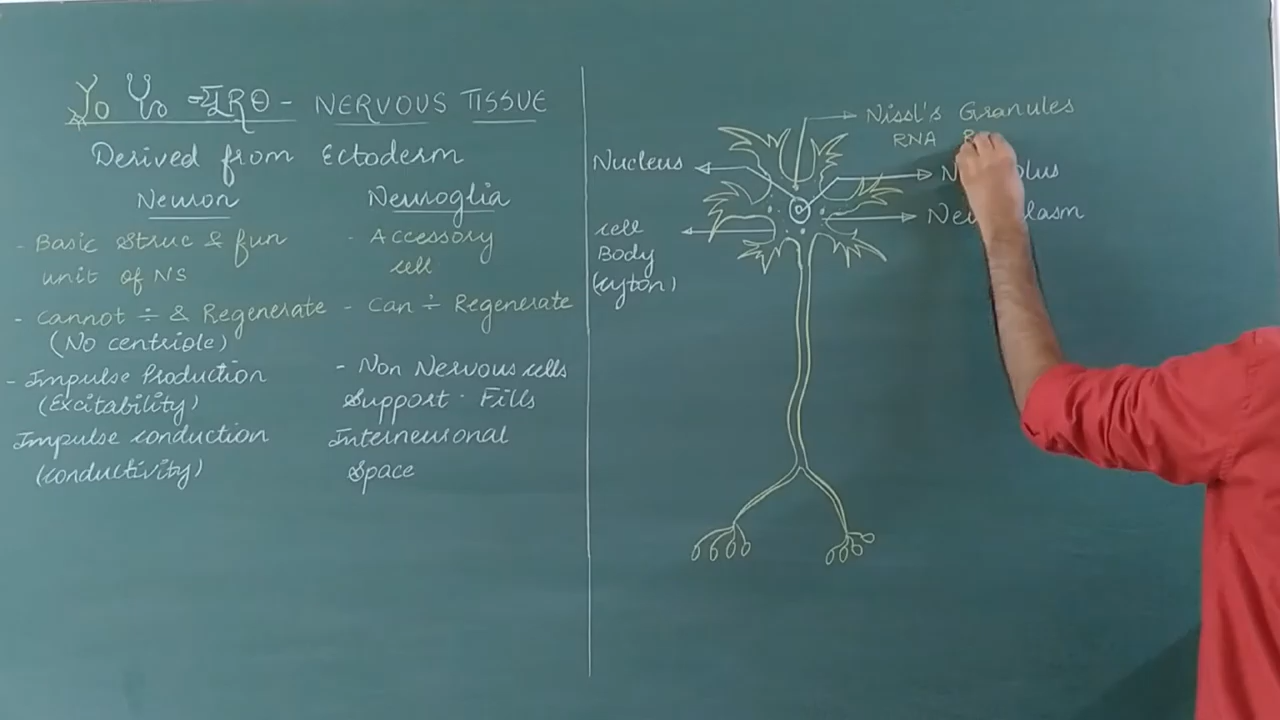 NERVOUS TISSUE
Derived from Ectoderm
Neuron
- Basic Struc & fun
unit of NS
- Cannot ÷ & Regenerate
(No centriole)
- Impulse Production
(Excitability)
Impulse conduction
(conductivity)
Neuroglia
- Accessory
cell
- Can ÷ Regenerate
- Non Nervous cells
Support. Fills
Interneuronal
Space
Nissl's Granules
RNA
Nucleus
cell
Body
(cyton)